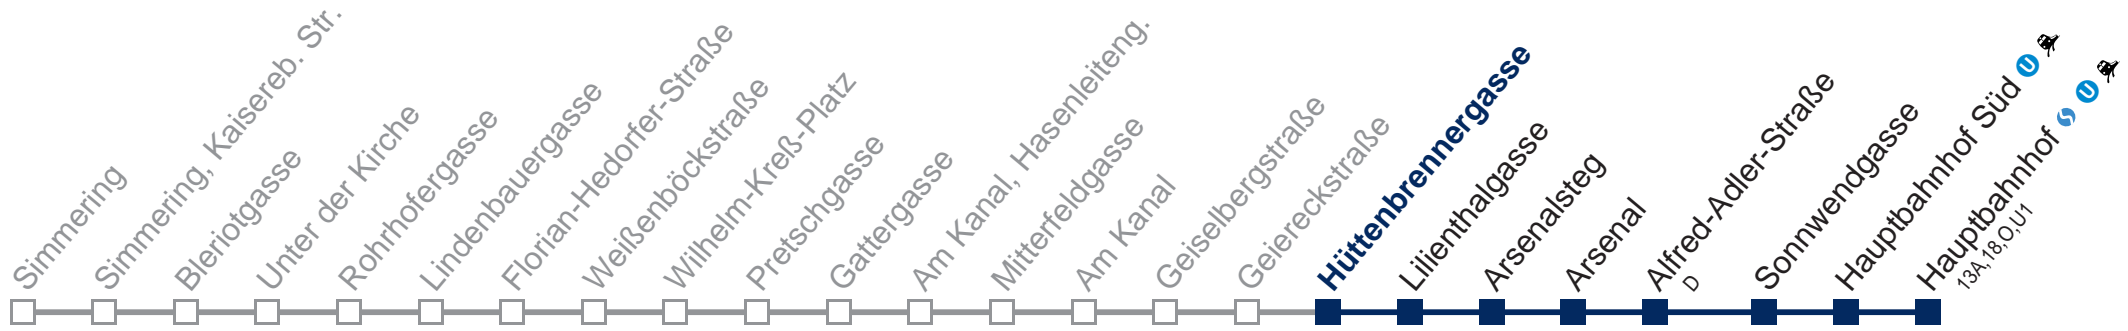 Simmering
Simmering, Kaisereb. Str.
Bleriotgasse
Unter der Kirche
Rohrhofergasse
Lindenbauergasse
Florian-Hedorfer-Straße
Weißenböckstraße
Wilhelm-Kreß-Platz
Pretschgasse
Gattergasse
Am Kanal, Hasenleiteng.
Mitterfeldgasse
Am Kanal
Geiselbergstraße
Geiereckstraße
Hüttenbrennergasse
Lilienthalgasse
Arsenalsteg
Arsenal
Alfred-Adler-Straße
D
Sonnwendgasse
Hauptbahnhof Süd U
Hauptbahnhof S U
13A,18,O,U1